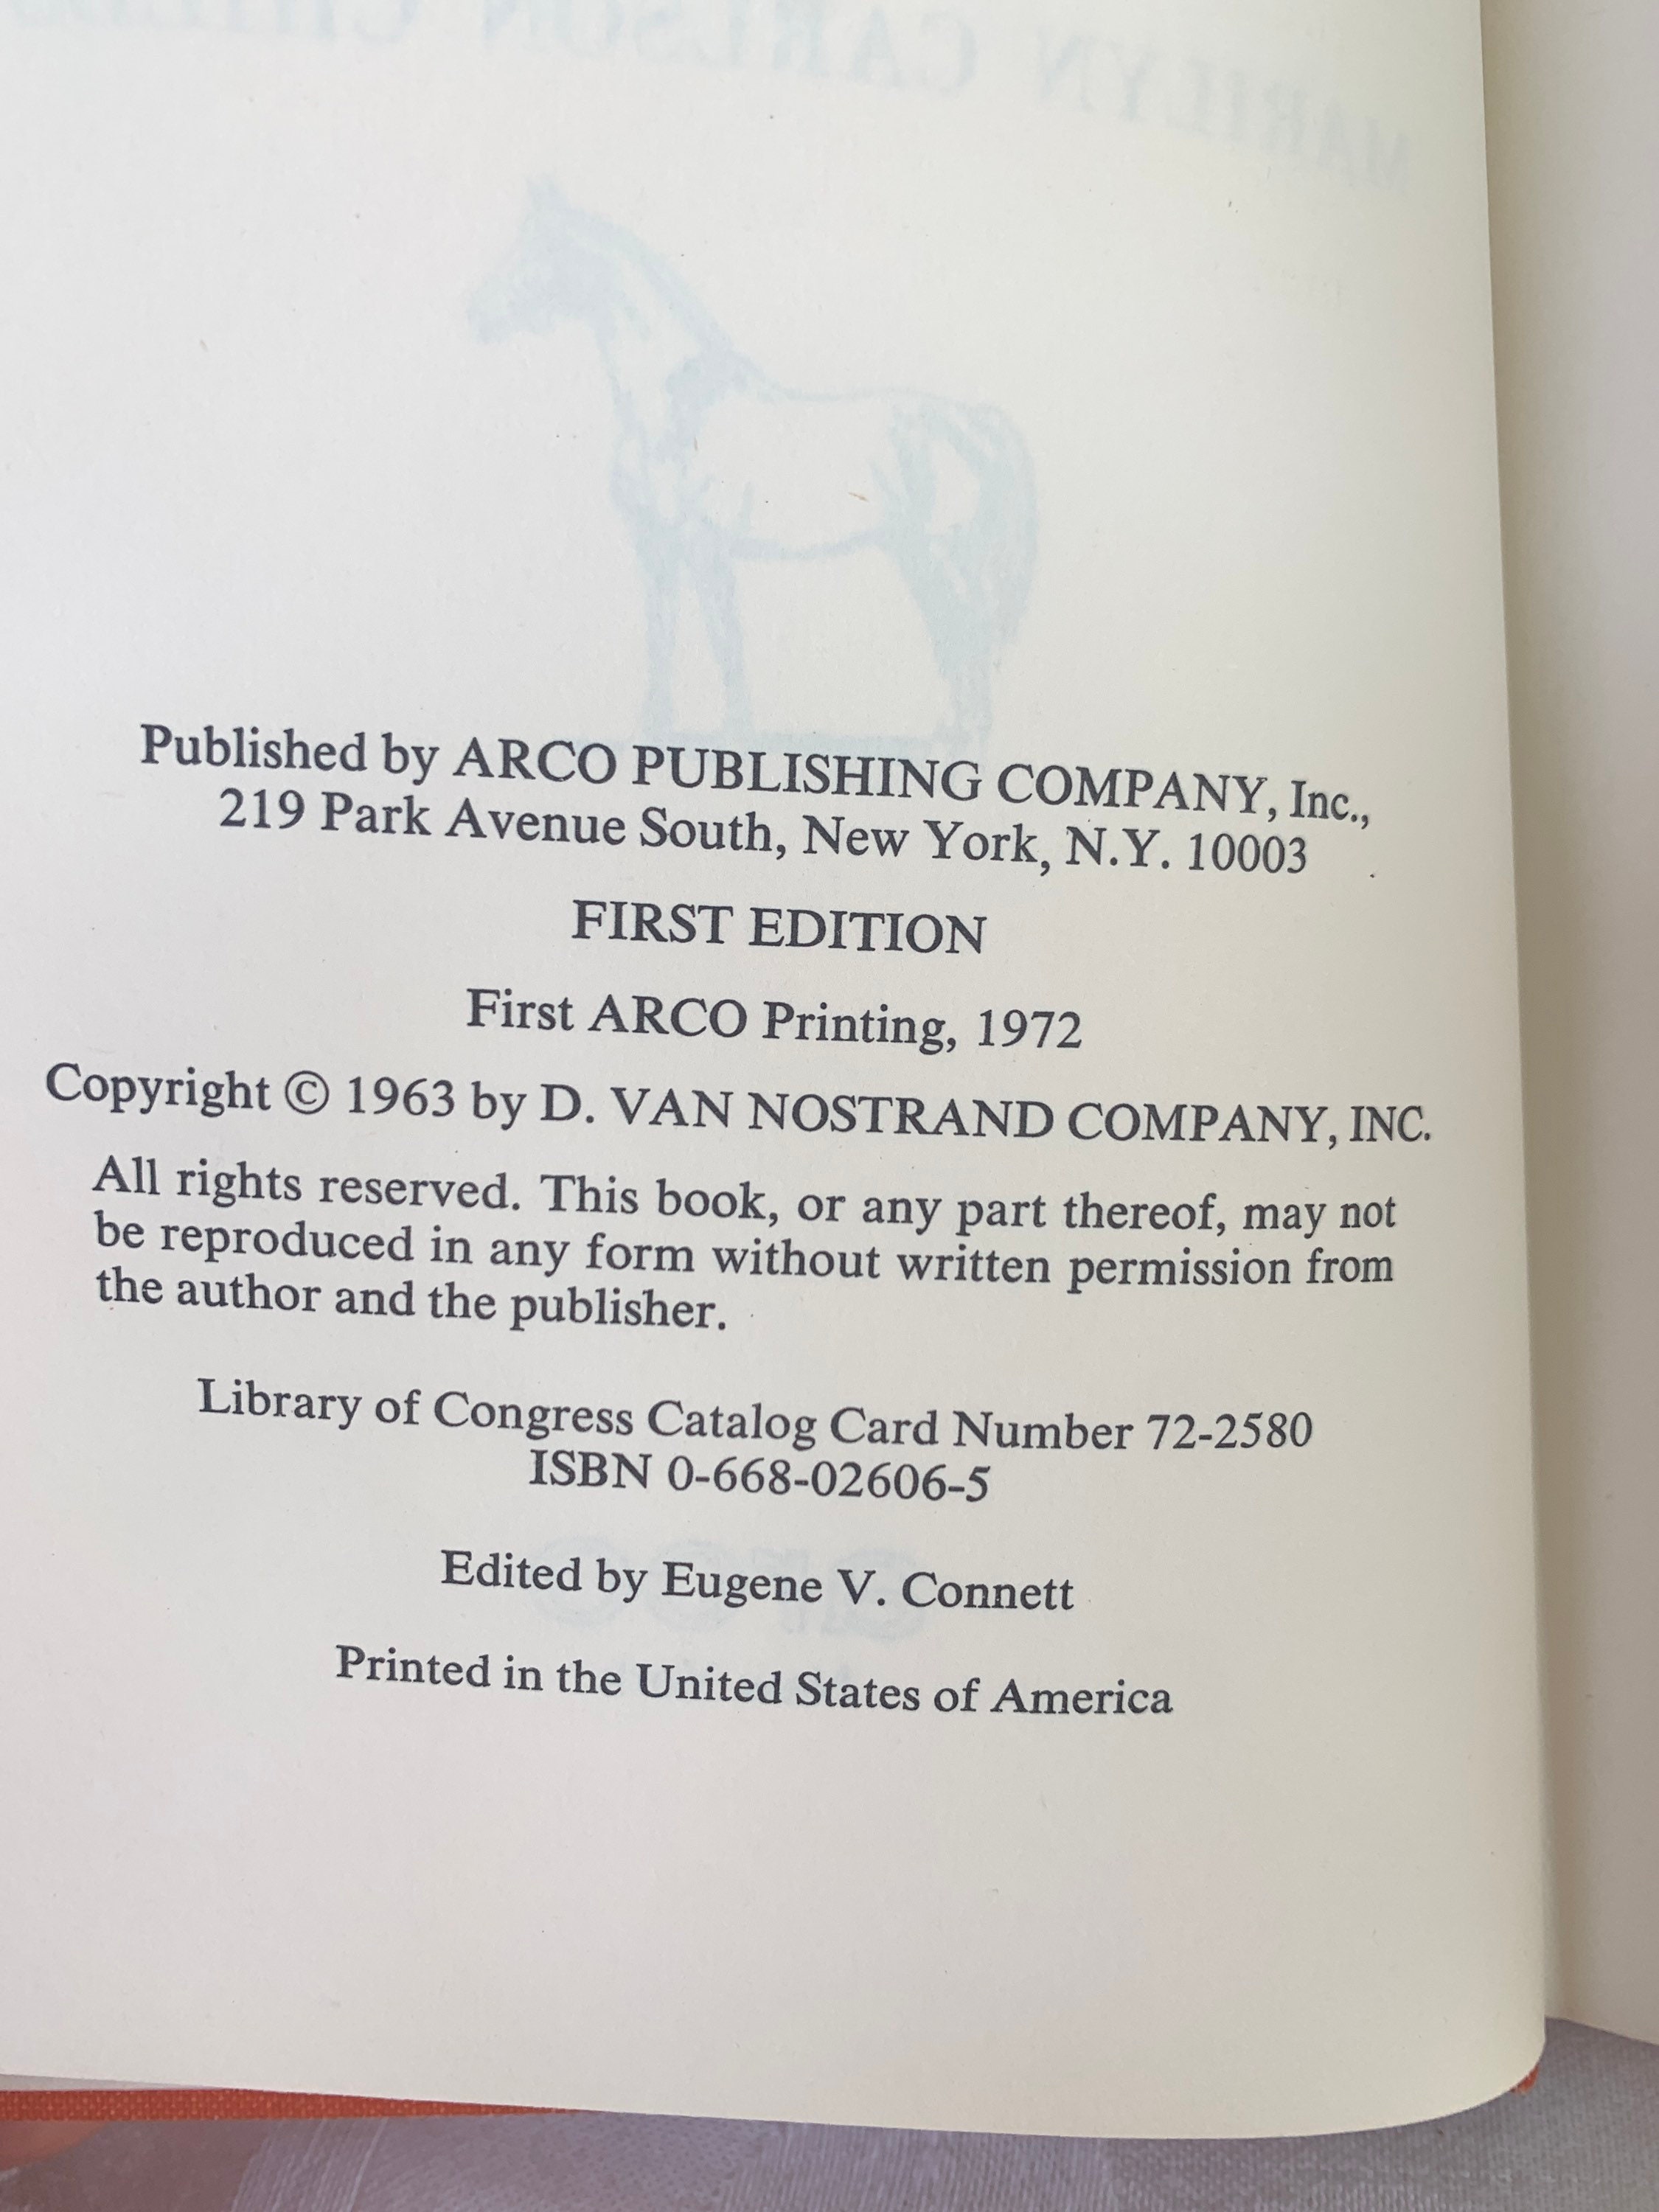 MARILYN CARLSON
Published by ARCO PUBLISHING COMPANY, Inc.,
219 Park Avenue South, New York, N.Y. 10003
FIRST EDITION
First ARCO Printing, 1972
Copyright © 1963 by D. VAN NOSTRAND COMPANY, INC.
All rights reserved. This book, or any part thereof, may not
be reproduced in any form without written permission from
the author and the publisher.
Library of Congress Catalog Card Number 72-2580
ISBN 0-668-02606-5
Edited by Eugene V. Connett
Printed in the United States of America